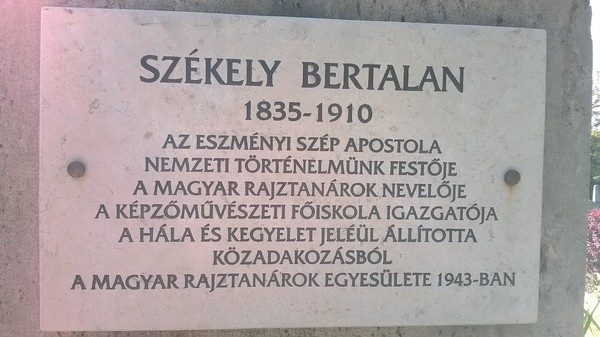 SZÉKELY BERTALAN
1835-1910
AZ ESZMÉNYI SZÉP APOSTOLA
NEMZETI TÖRTÉNELMÜNK FESTŐJE
A MAGYAR RAJZTANÁROK NEVELŐJE
A KÉPZŐMŰVÉSZETI FŐISKOLA IGAZGATÓJA
A HÁLA ÉS KEGYELET JELÉÜL ÁLLÍTOTTA
KÖZADAKOZÁSBÓL
A MAGYAR RAJZTANÁROK EGYESÜLETE 1943-BAN